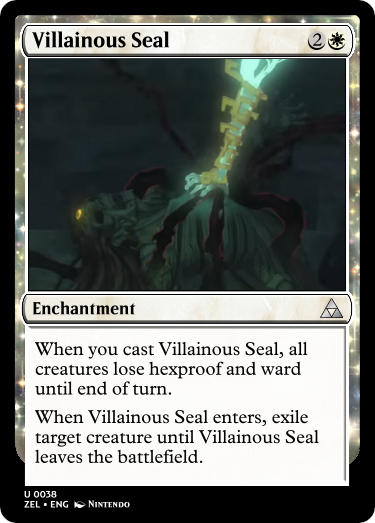 Villainous Seal 2
Enchantment
When you cast Villainous Seal, all
creatures lose hexproof and ward
until end of turn.
When Villainous Seal enters, exile
target creature until Villainous Seal
leaves the battlefield.
U 0038
ZEL • ENG Nintendo